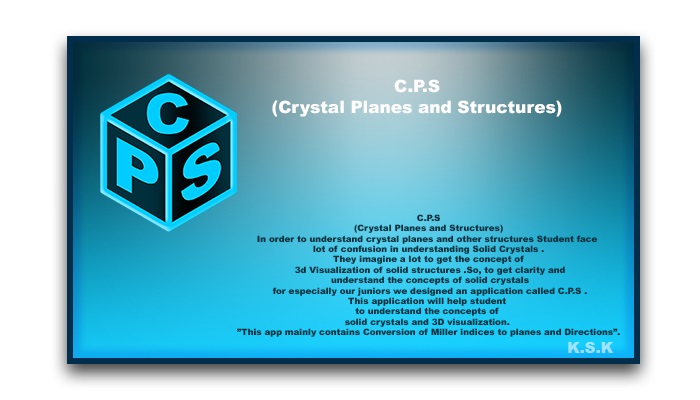 C
P
S
C.P.S
(Crystal Planes and Structures)
C.P.S
(Crystal Planes and Structures)
In order to understand crystal planes and other structures Student face
lot of confusion in understanding Solid Crystals .
They imagine a lot to get the concept of
3d Visualization of solid structures .So, to get clarity and
understand the concepts of solid crystals
for especially our juniors we designed an application called C.P.S .
This application will help student
to understand the concepts of
solid crystals and 3D visualization.
”This app mainly contains Conversion of Miller indices to planes and Directions”.
K.S.K